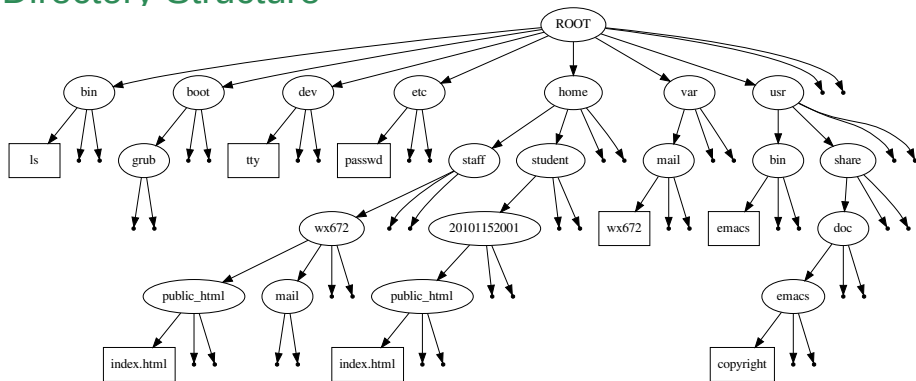 Directory Structure
ROOT
bin boot dev etc home var usr
ls grub tty passwd staff student mail bin share
wx672 20101152001 wx672 emacs doc
public_html mail public_html emacs
index.html index.html copyright